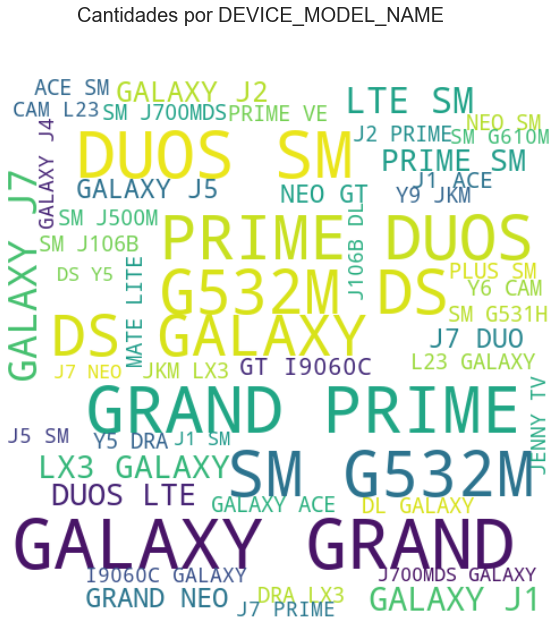 Cantidades por DEVICE_MODEL_NAME
ACE SM
GALAXY J2
LTE SM
CAM L23
SM J700MDS
PRIME VE
NEO SM
GALAXY J4
DUOS SM
J2 PRIME
SM G610M
PRIME SM
GALAXY J7
GALAXY J5
NEO GT
J1 ACE
Y9 JKM
SM J500M
PRIME
J106B DL
DUOS
SM J106B
DS Y5
MATE LITE
G532M
DS
PLUS SM
Y6 CAM
DS
GALAXY
SM G531H
J7 DUO
J7 NEO
JKM LX3
GT I9060C
L23 GALAXY
GRAND PRIME
JENNY TV
J5 SM
Y5 DRA
J1 SM
LX3 GALAXY
SM G532M
DUOS LTE
GALAXY ACE
DL GALAXY
GALAXY GRAND
I9060C GALAXY
J700MDS GALAXY
GRAND NEO
DRA LX3
GALAXY J1
J7 PRIME